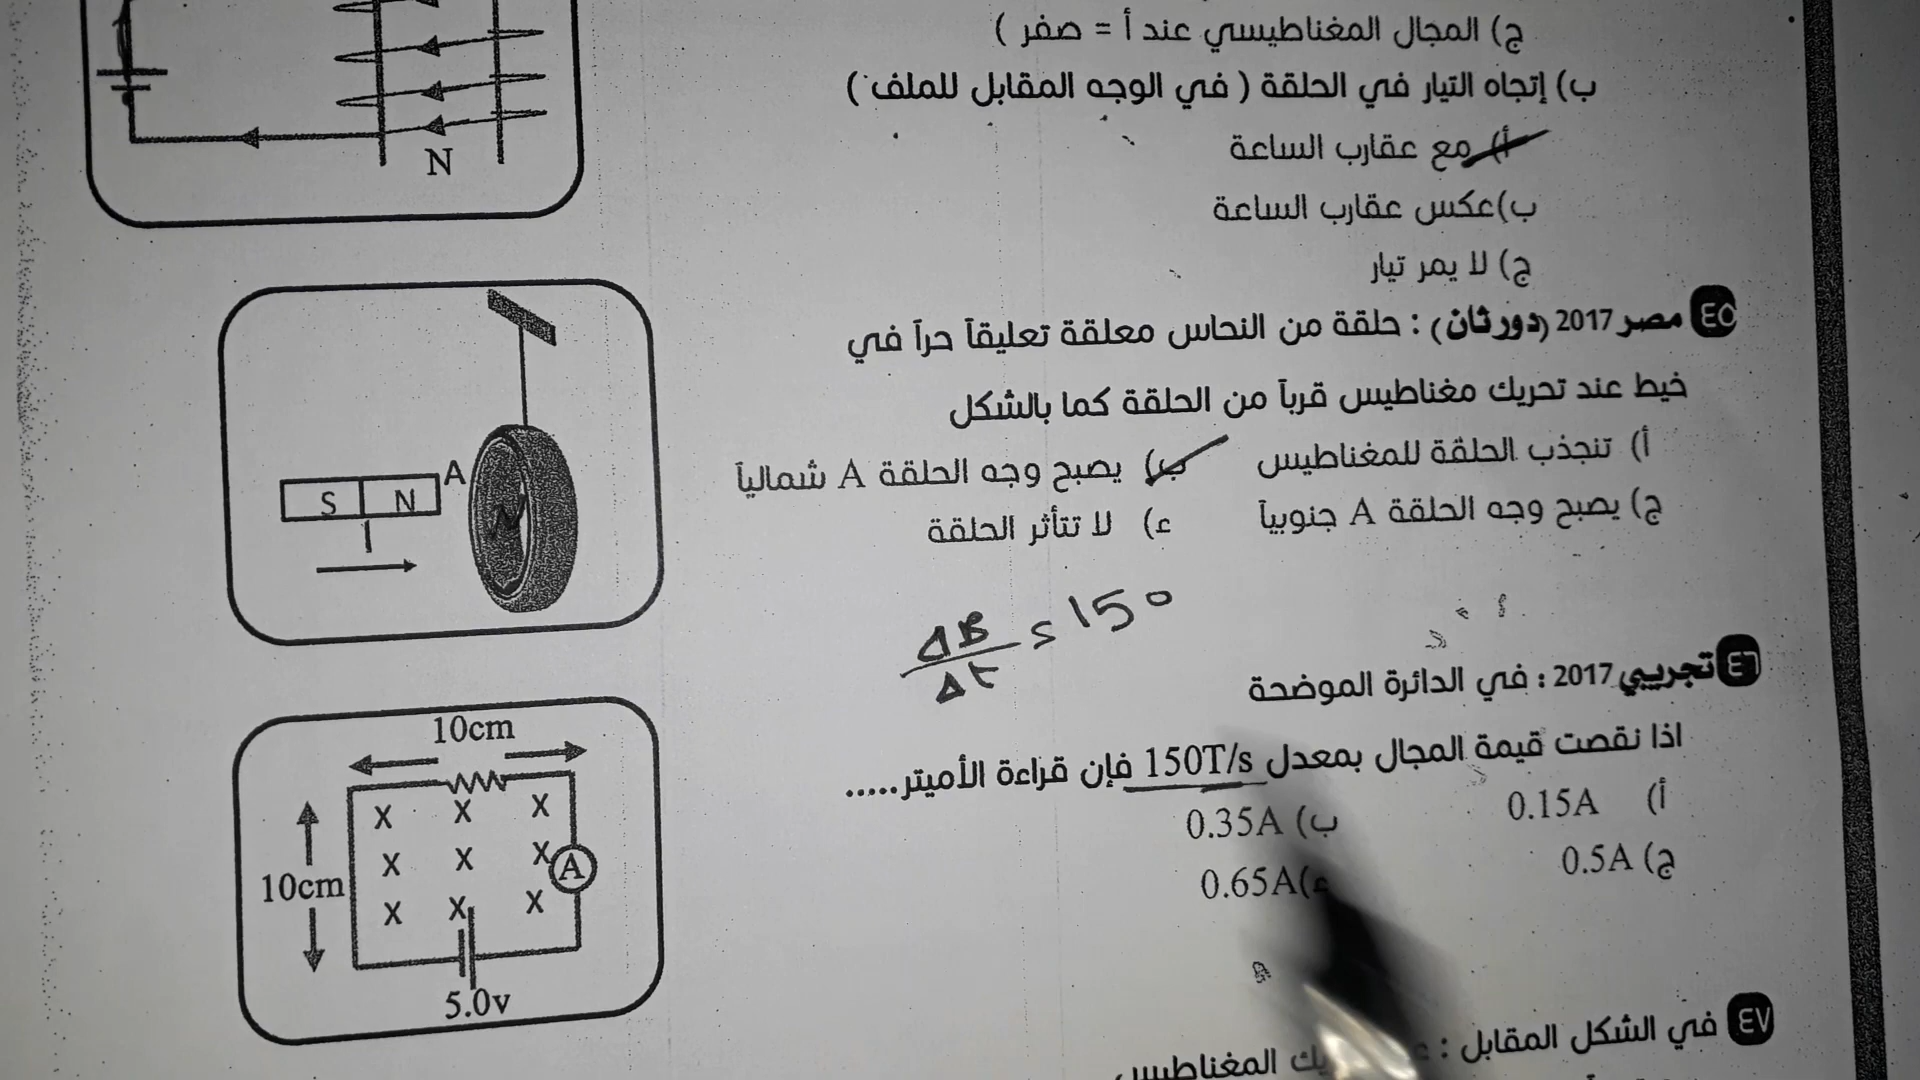 ج) المجال المغناطيسي عند أ = صفر )
ب) إتجاه التيار في الحلقة ( في الوجه المقابل للملف )
أ) مع عقارب الساعة
ب)عكس عقارب الساعة
ج) لا يمر تيار
N
٤٥ مصر 2017 (دور ثان) : حلقة من النحاس معلقة تعليقاً حراً في
خيط عند تحريك مغناطيس قرباً من الحلقة كما بالشكل
أ) تنجذب الحلقة للمغناطيس ب) يصبح وجه الحلقة A شمالياً
ج) يصبح وجه الحلقة A جنوبياً ء) لا تتأثر الحلقة
S N A
N
ΔB/Δt = 150
٤٦ تجريبي 2017 : في الدائرة الموضحة
اذا نقصت قيمة المجال بمعدل 150T/s فإن قراءة الأميتر.....
أ) 0.15A ب) 0.35A
ج) 0.5A ء) 0.65A
10cm
X X X
X X X A
10cm
X X X
5.0v
٤٧ في الشكل المقابل :
المغناطيس